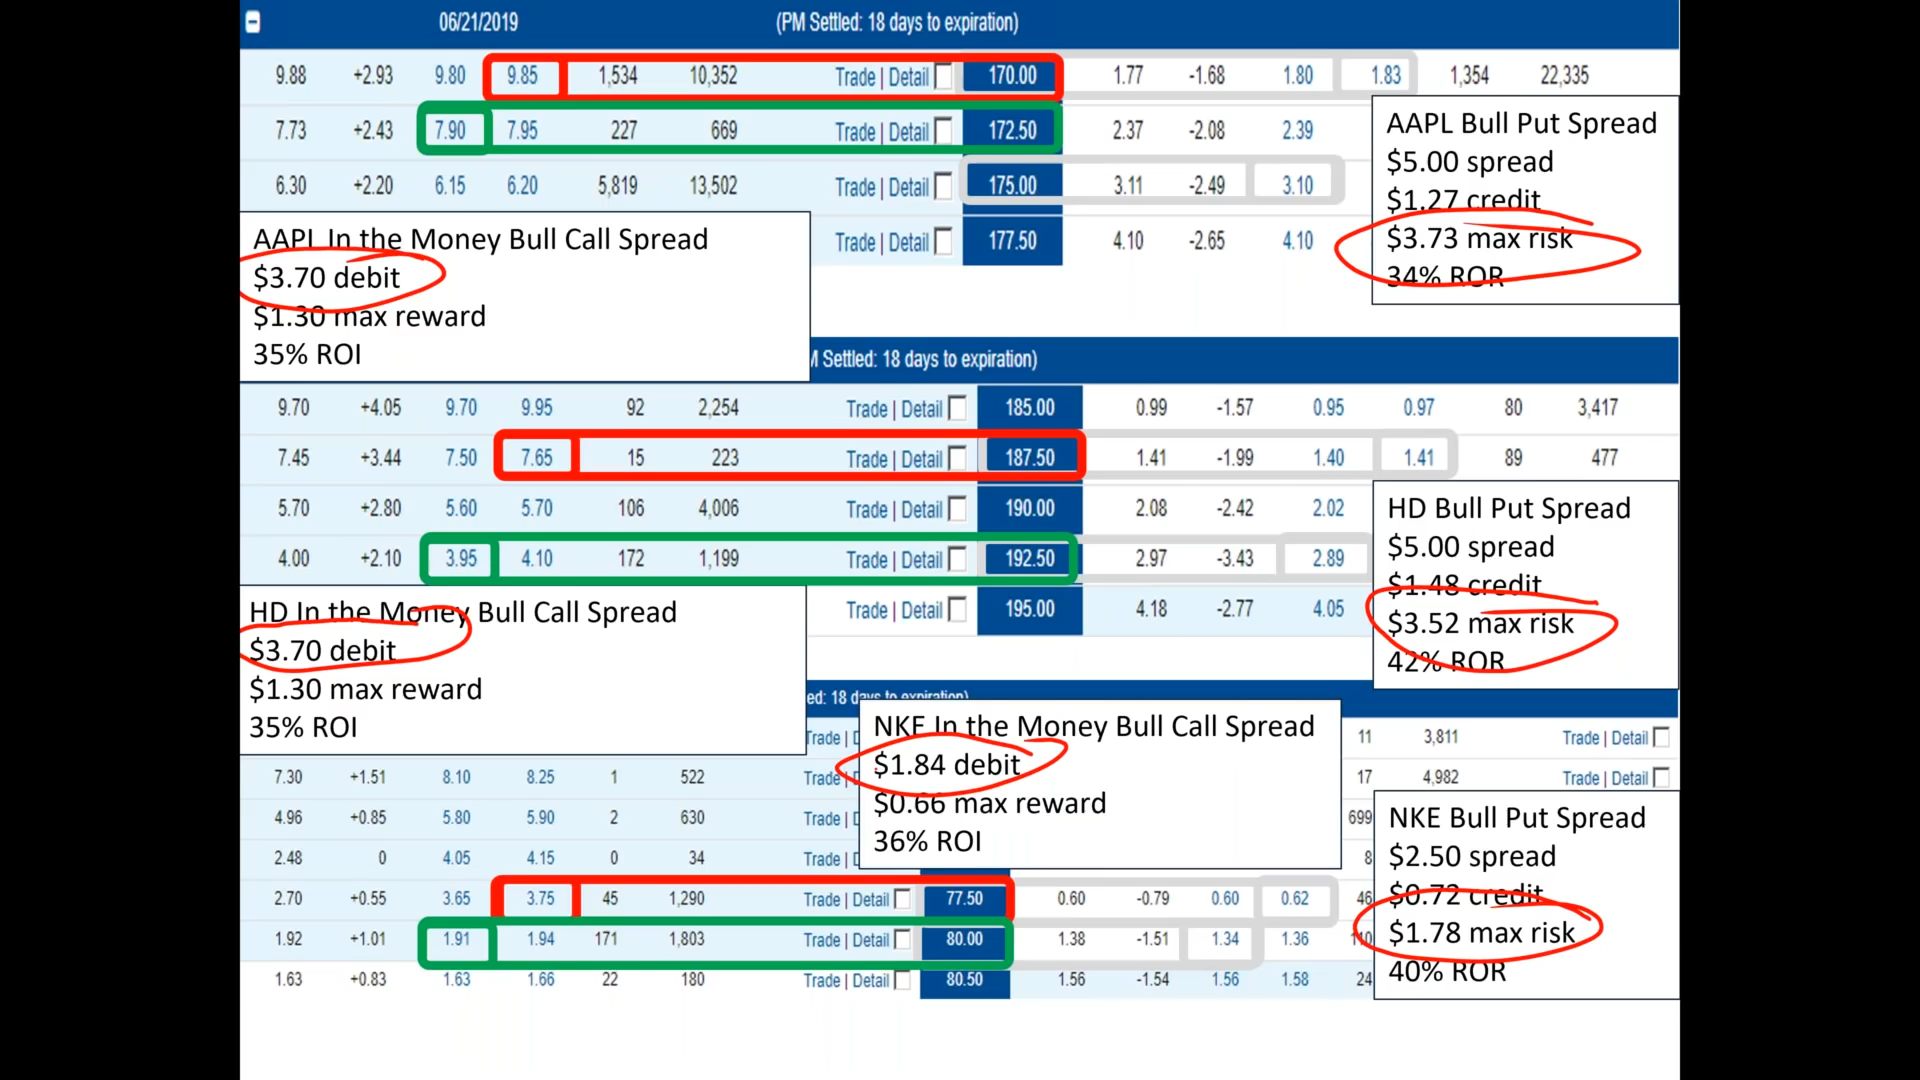 06/21/2019 (PM Settled: 18 days to expiration)
9.88 +2.93 9.80 9.85 1,534 10,352 Trade | Detail 170.00 1.77 -1.68 1.80 1.83 1,354 22,335
7.73 +2.43 7.90 7.95 227 669 Trade | Detail 172.50 2.37 -2.08 2.39
6.30 +2.20 6.15 6.20 5,819 13,502 Trade | Detail 175.00 3.11 -2.49 3.10
Trade | Detail 177.50 4.10 -2.65 4.10
AAPL Bull Put Spread
$5.00 spread
$1.27 credit
$3.73 max risk
34% ROR
AAPL In the Money Bull Call Spread
$3.70 debit
$1.30 max reward
35% ROI
M Settled: 18 days to expiration)
9.70 +4.05 9.70 9.95 92 2,254 Trade | Detail 185.00 0.99 -1.57 0.95 0.97 80 3,417
7.45 +3.44 7.50 7.65 15 223 Trade | Detail 187.50 1.41 -1.99 1.40 1.41 89 477
5.70 +2.80 5.60 5.70 106 4,006 Trade | Detail 190.00 2.08 -2.42 2.02
4.00 +2.10 3.95 4.10 172 1,199 Trade | Detail 192.50 2.97 -3.43 2.89
Trade | Detail 195.00 4.18 -2.77 4.05
HD Bull Put Spread
$5.00 spread
$1.48 credit
$3.52 max risk
42% ROR
HD In the Money Bull Call Spread
$3.70 debit
$1.30 max reward
35% ROI
ed: 18 days to expiration)
Trade | D 11 3,811 Trade | Detail
7.30 +1.51 8.10 8.25 1 522 Trade | D 17 4,982 Trade | Detail
4.96 +0.85 5.80 5.90 2 630 Trade | D 699
2.48 0 4.05 4.15 0 34 Trade | D 8
2.70 +0.55 3.65 3.75 45 1,290 Trade | Detail 77.50 0.60 -0.79 0.60 0.62 46
1.92 +1.01 1.91 1.94 171 1,803 Trade | Detail 80.00 1.38 -1.51 1.34 1.36 110
1.63 +0.83 1.63 1.66 22 180 Trade | Detail 80.50 1.56 -1.54 1.56 1.58 24
NKE In the Money Bull Call Spread
$1.84 debit
$0.66 max reward
36% ROI
NKE Bull Put Spread
$2.50 spread
$0.72 credit
$1.78 max risk
40% ROR